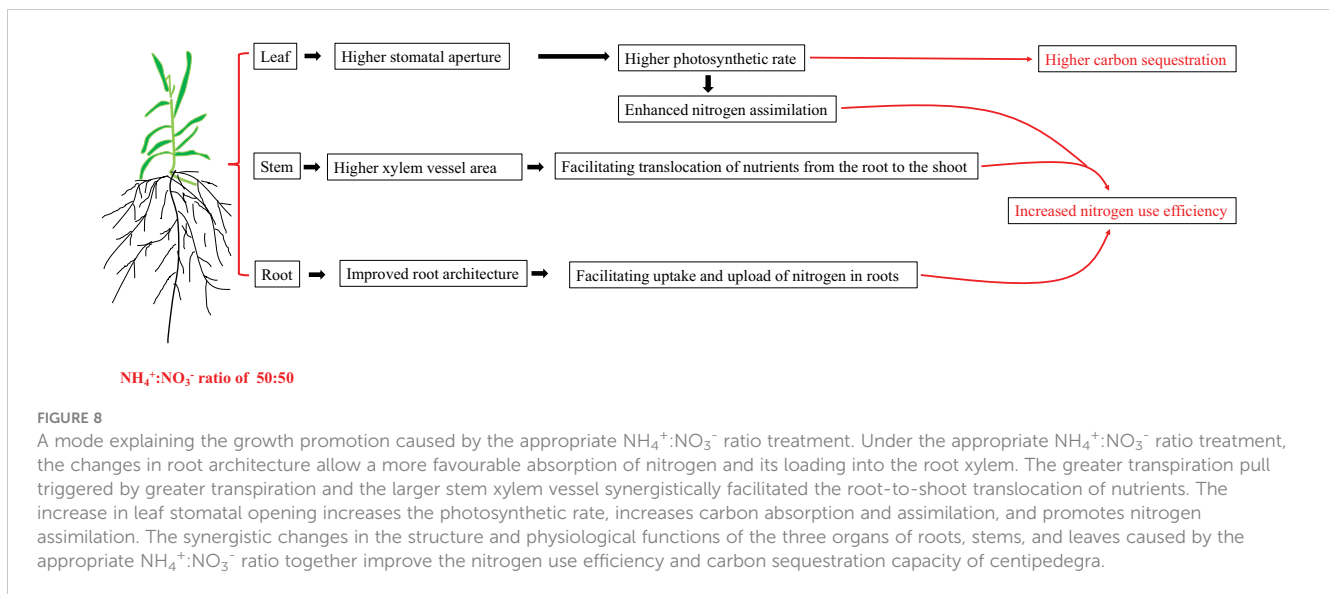 Leaf
Higher stomatal aperture
Higher photosynthetic rate
Higher carbon sequestration
Enhanced nitrogen assimilation
Stem
Higher xylem vessel area
Facilitating translocation of nutrients from the root to the shoot
Increased nitrogen use efficiency
Root
Improved root architecture
Facilitating uptake and upload of nitrogen in roots
NH₄⁺:NO₃⁻ ratio of 50:50
FIGURE 8
A mode explaining the growth promotion caused by the appropriate NH₄⁺:NO₃⁻ ratio treatment. Under the appropriate NH₄⁺:NO₃⁻ ratio treatment,
the changes in root architecture allow a more favourable absorption of nitrogen and its loading into the root xylem. The greater transpiration pull
triggered by greater transpiration and the larger stem xylem vessel synergistically facilitated the root-to-shoot translocation of nutrients. The
increase in leaf stomatal opening increases the photosynthetic rate, increases carbon absorption and assimilation, and promotes nitrogen
assimilation. The synergistic changes in the structure and physiological functions of the three organs of roots, stems, and leaves caused by the
appropriate NH₄⁺:NO₃⁻ ratio together improve the nitrogen use efficiency and carbon sequestration capacity of centipedegra.